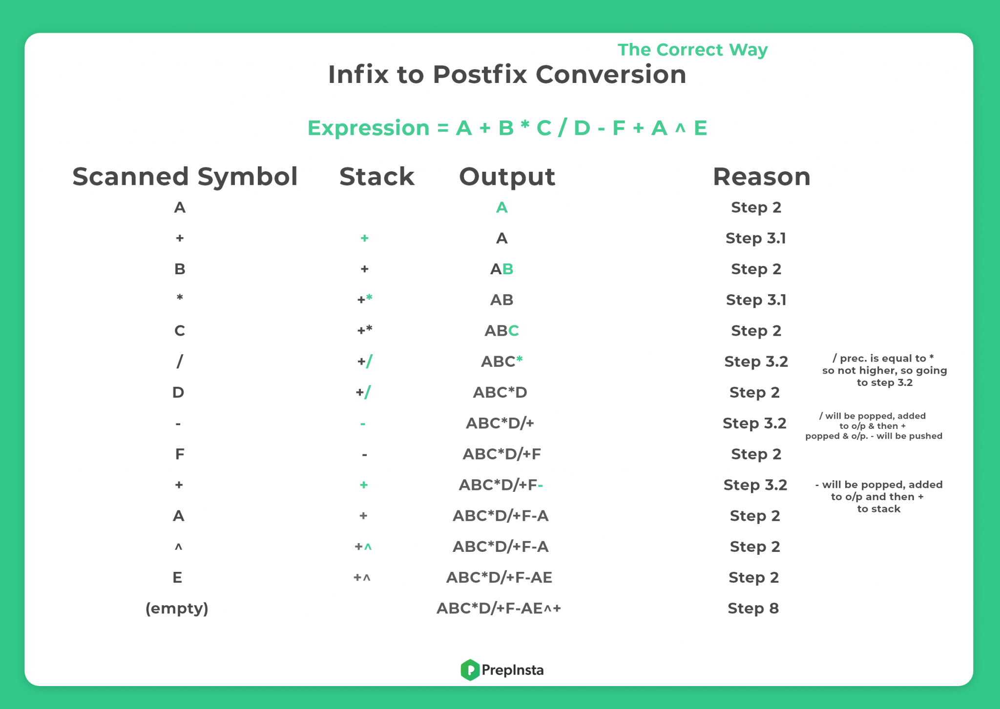 The Correct Way
Infix to Postfix Conversion
Expression = A + B * C / D - F + A ^ E
Scanned Symbol Stack Output Reason
A A Step 2
+ + A Step 3.1
B + AB Step 2
* +* AB Step 3.1
C +* ABC Step 2
/ +/ ABC* Step 3.2
/ prec. is equal to *
so not higher, so going
to step 3.2
D +/ ABC*D Step 2
- - ABC*D/+ Step 3.2
/ will be popped, added
to o/p & then +
popped & o/p. - will be pushed
F - ABC*D/+F Step 2
+ + ABC*D/+F- Step 3.2
- will be popped, added
to o/p and then +
to stack
A + ABC*D/+F-A Step 2
^ +^ ABC*D/+F-A Step 2
E +^ ABC*D/+F-AE Step 2
(empty) ABC*D/+F-AE^+ Step 8
PrepInsta